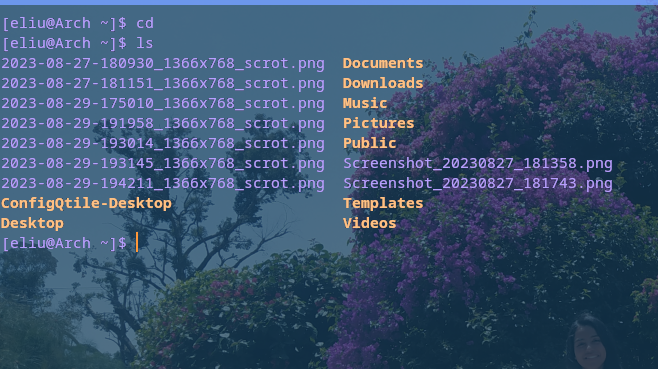 [eliu@Arch ~]$ cd
[eliu@Arch ~]$ ls
2023-08-27-180930_1366x768_scrot.png  Documents
2023-08-27-181151_1366x768_scrot.png  Downloads
2023-08-29-175010_1366x768_scrot.png  Music
2023-08-29-191958_1366x768_scrot.png  Pictures
2023-08-29-193014_1366x768_scrot.png  Public
2023-08-29-193145_1366x768_scrot.png  Screenshot_20230827_181358.png
2023-08-29-194211_1366x768_scrot.png  Screenshot_20230827_181743.png
ConfigQtile-Desktop  Templates
Desktop  Videos
[eliu@Arch ~]$